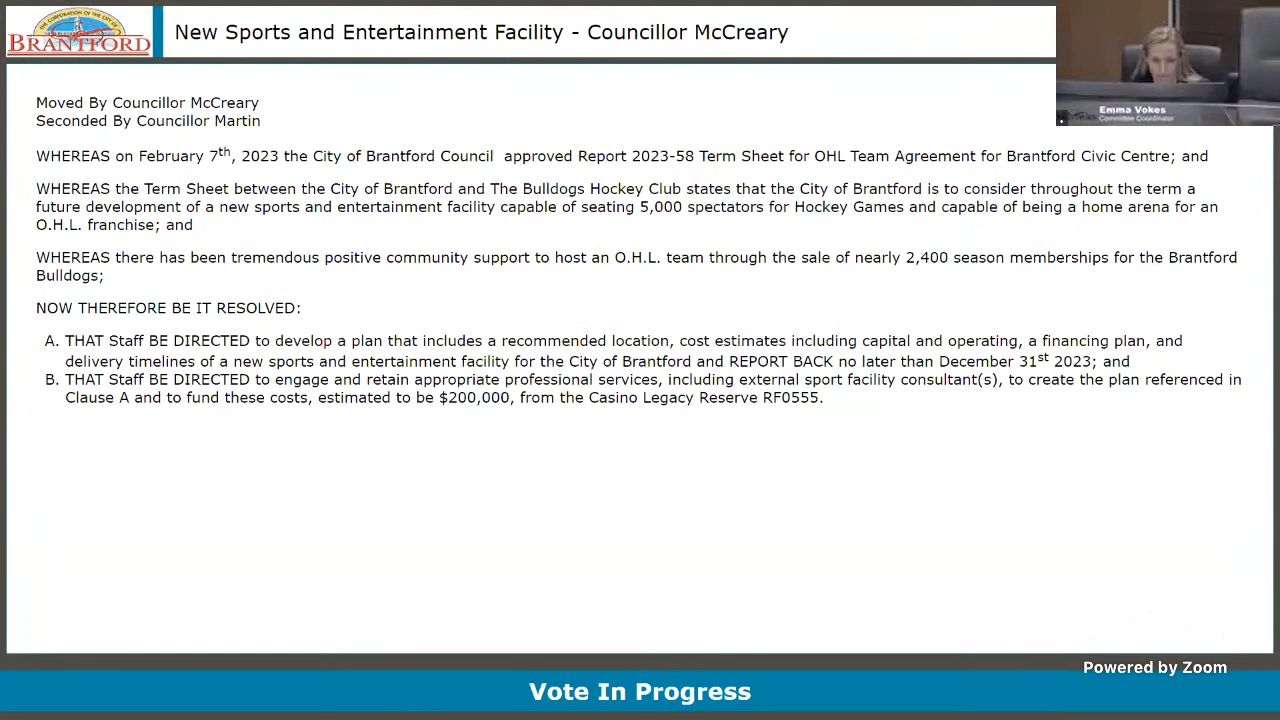 THE CORPORATION OF THE CITY OF
BRANTFORD
New Sports and Entertainment Facility - Councillor McCreary
Emma Vokes
Committee Coordinator
Moved By Councillor McCreary
Seconded By Councillor Martin
WHEREAS on February 7th, 2023 the City of Brantford Council approved Report 2023-58 Term Sheet for OHL Team Agreement for Brantford Civic Centre; and
WHEREAS the Term Sheet between the City of Brantford and The Bulldogs Hockey Club states that the City of Brantford is to consider throughout the term a
future development of a new sports and entertainment facility capable of seating 5,000 spectators for Hockey Games and capable of being a home arena for an
O.H.L. franchise; and
WHEREAS there has been tremendous positive community support to host an O.H.L. team through the sale of nearly 2,400 season memberships for the Brantford
Bulldogs;
NOW THEREFORE BE IT RESOLVED:
A. THAT Staff BE DIRECTED to develop a plan that includes a recommended location, cost estimates including capital and operating, a financing plan, and
delivery timelines of a new sports and entertainment facility for the City of Brantford and REPORT BACK no later than December 31st 2023; and
B. THAT Staff BE DIRECTED to engage and retain appropriate professional services, including external sport facility consultant(s), to create the plan referenced in
Clause A and to fund these costs, estimated to be $200,000, from the Casino Legacy Reserve RF0555.
Powered by Zoom
Vote In Progress